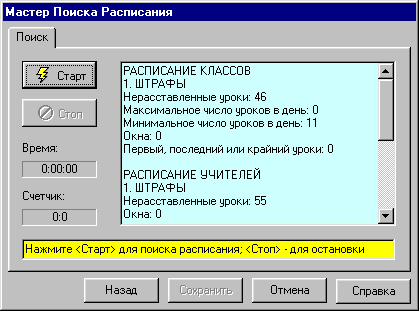 Мастер Поиска Расписания
Поиск
Старт
Стоп
Время:
0:00:00
Счетчик:
0:0
РАСПИСАНИЕ КЛАССОВ
1. ШТРАФЫ
Нерасставленные уроки: 46
Максимальное число уроков в день: 0
Минимальное число уроков в день: 11
Окна: 0
Первый, последний или крайний уроки: 0
РАСПИСАНИЕ УЧИТЕЛЕЙ
1. ШТРАФЫ
Нерасставленные уроки: 55
Окна: 0
Нажмите <Старт> для поиска расписания; <Стоп> - для остановки
Назад
Сохранить
Отмена
Справка